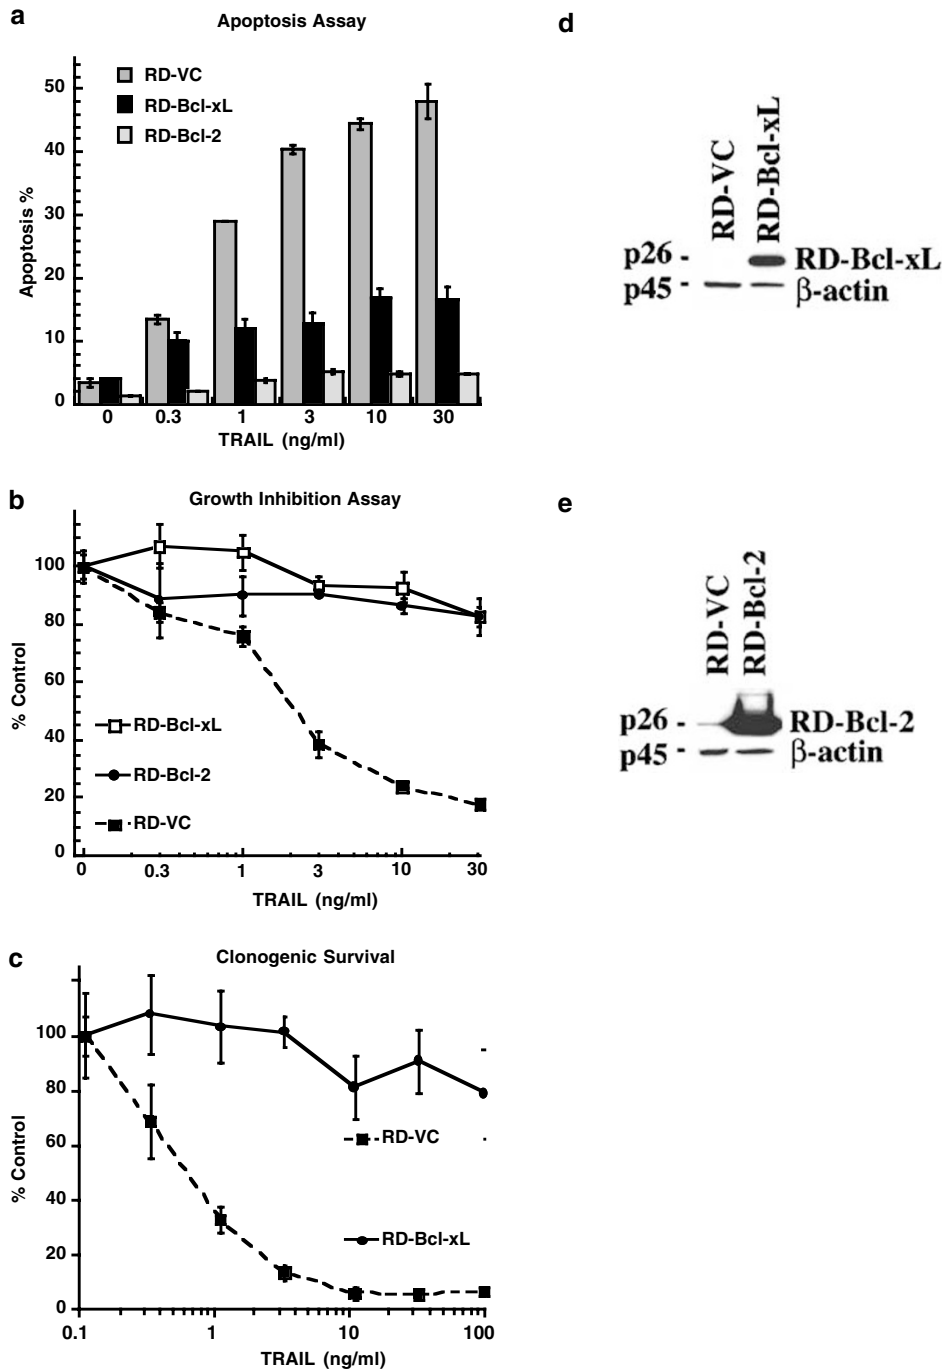 a
Apoptosis Assay
RD-VC
RD-Bcl-xL
RD-Bcl-2
Apoptosis %
50
40
30
20
10
0
0 0.3 1 3 10 30
TRAIL (ng/ml)
b
Growth Inhibition Assay
% Control
100
80
60
40
20
0
RD-Bcl-xL
RD-Bcl-2
RD-VC
0 0.3 1 3 10 30
TRAIL (ng/ml)
c
Clonogenic Survival
% Control
100
80
60
40
20
0
RD-VC
RD-Bcl-xL
0.1 1 10 100
TRAIL (ng/ml)
d
RD-VC
RD-Bcl-xL
p26 - RD-Bcl-xL
p45 - β-actin
e
RD-VC
RD-Bcl-2
p26 - RD-Bcl-2
p45 - β-actin